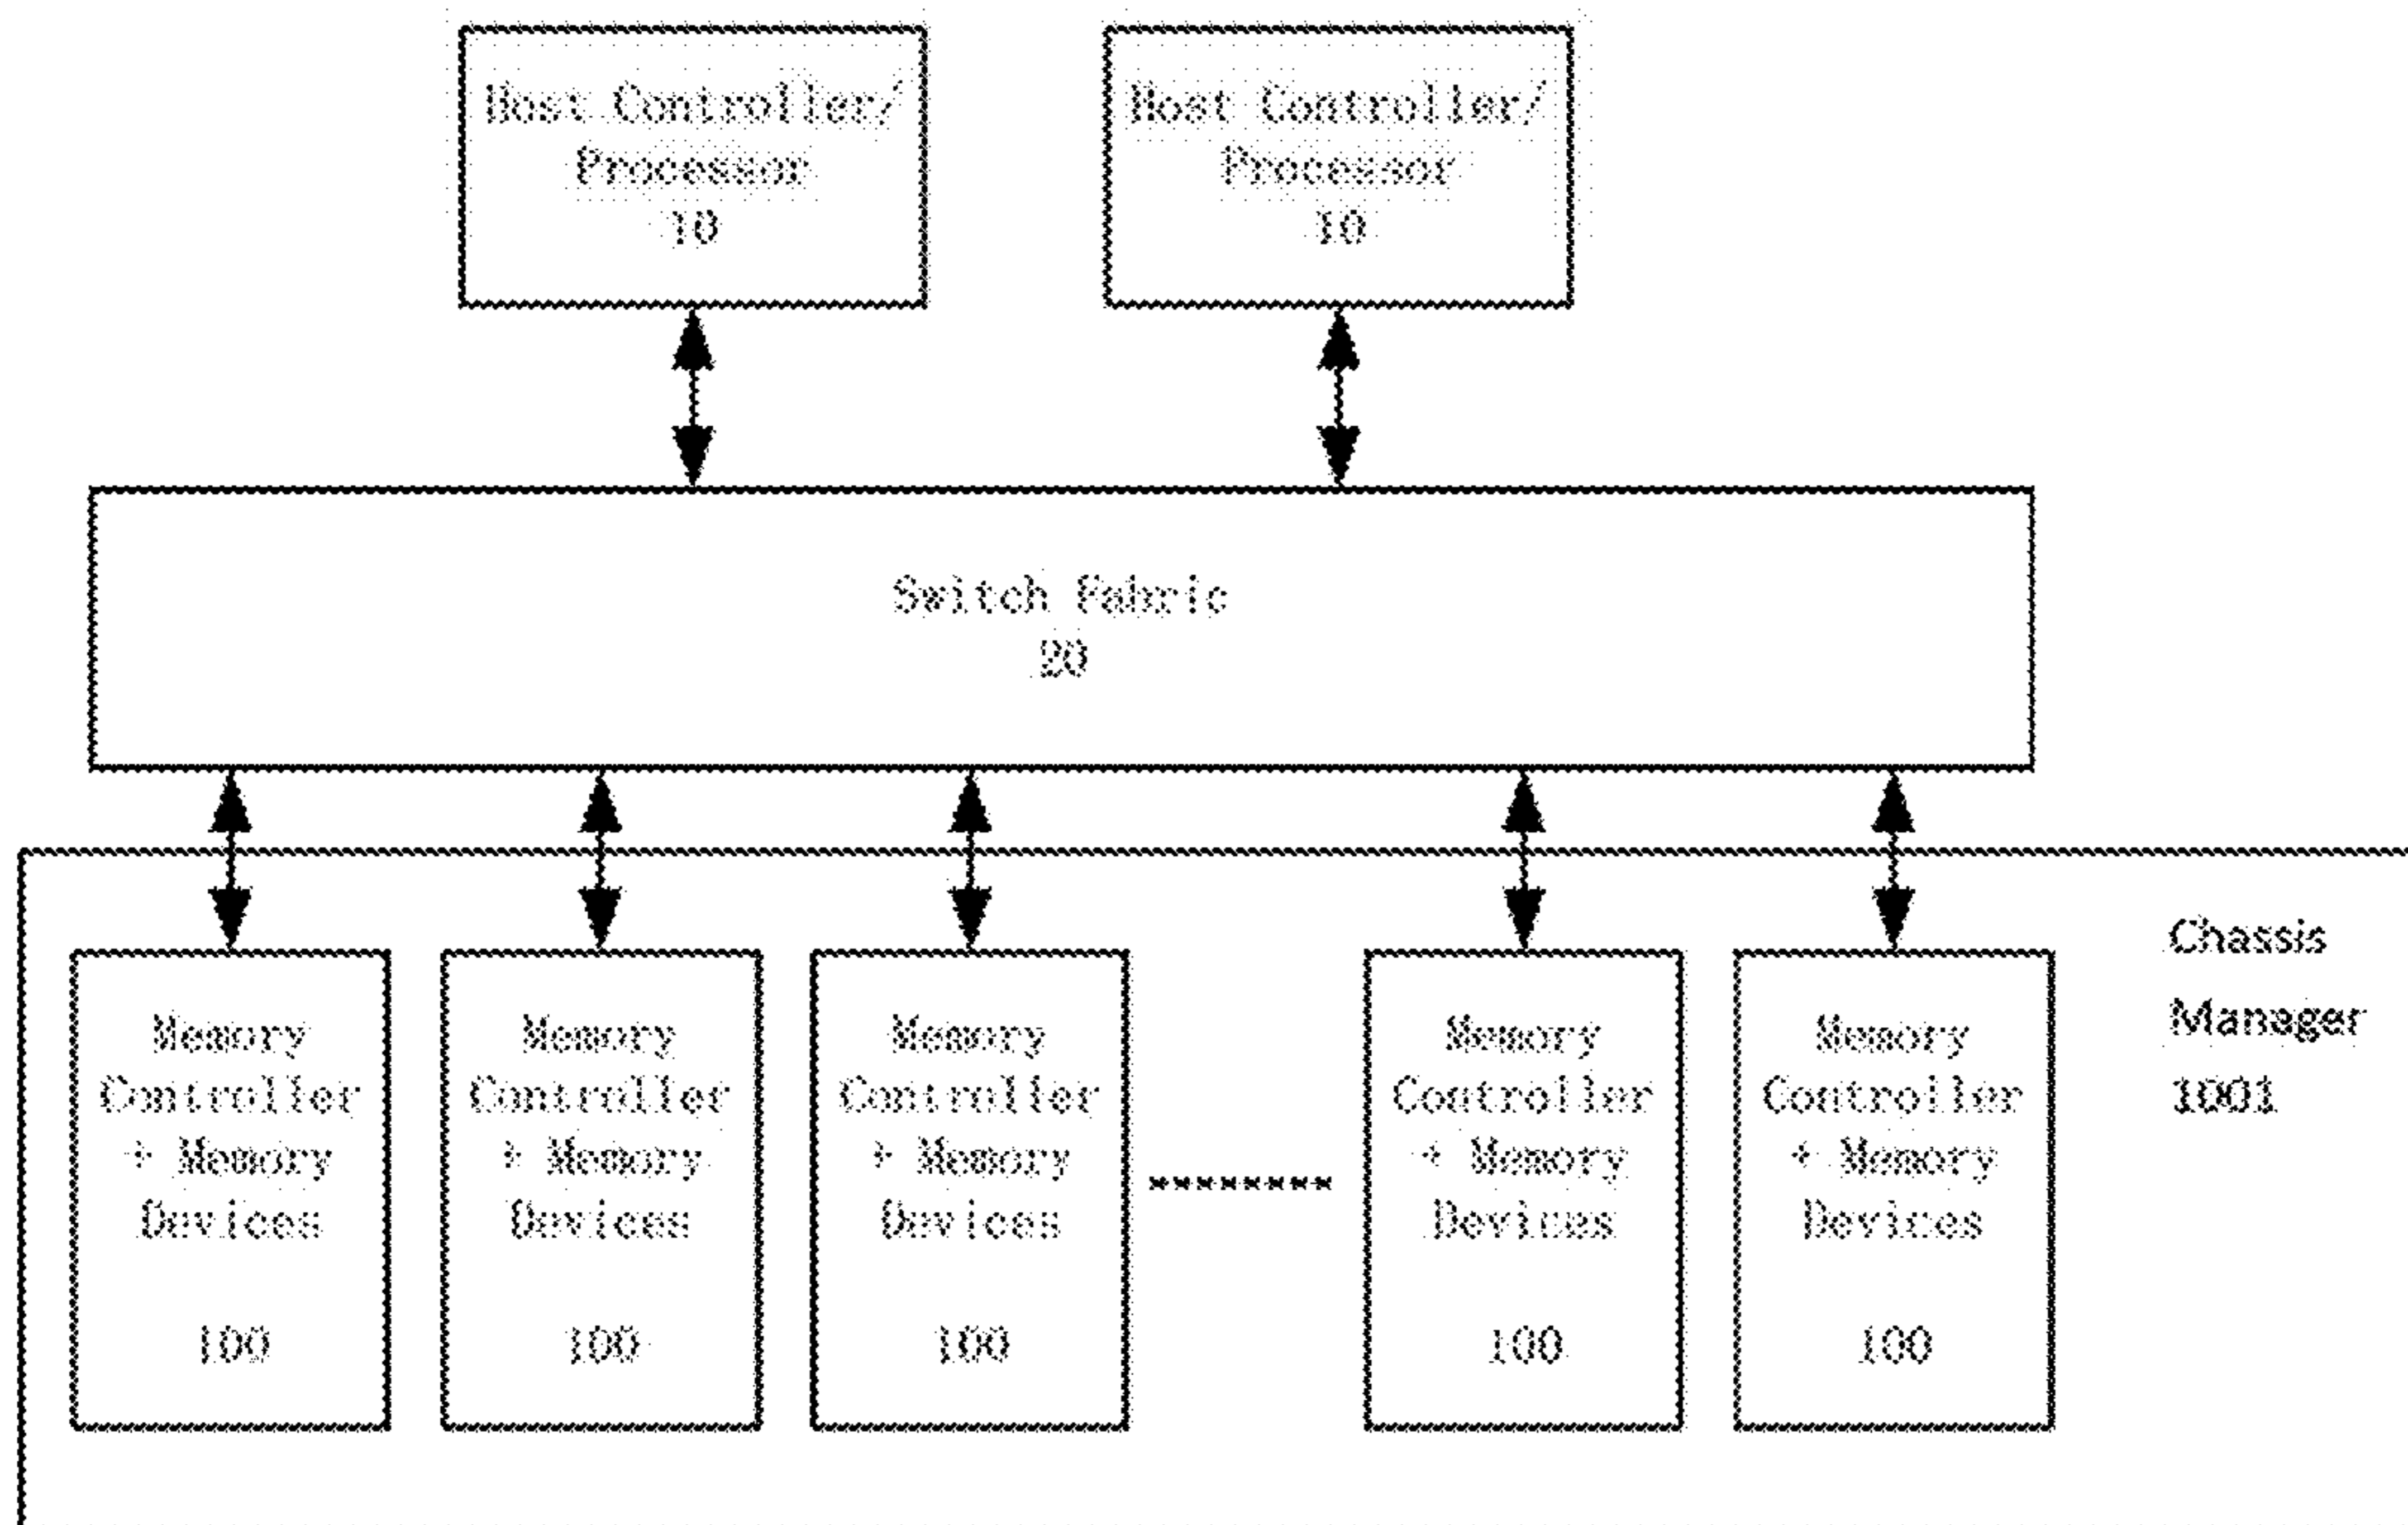 Host Controller/
Processor
10
Host Controller/
Processor
10
Switch Fabric
20
Memory
Controller
+ Memory
Devices
100
Memory
Controller
+ Memory
Devices
100
Memory
Controller
+ Memory
Devices
100
Memory
Controller
+ Memory
Devices
100
Memory
Controller
+ Memory
Devices
100
Chassis
Manager
1001